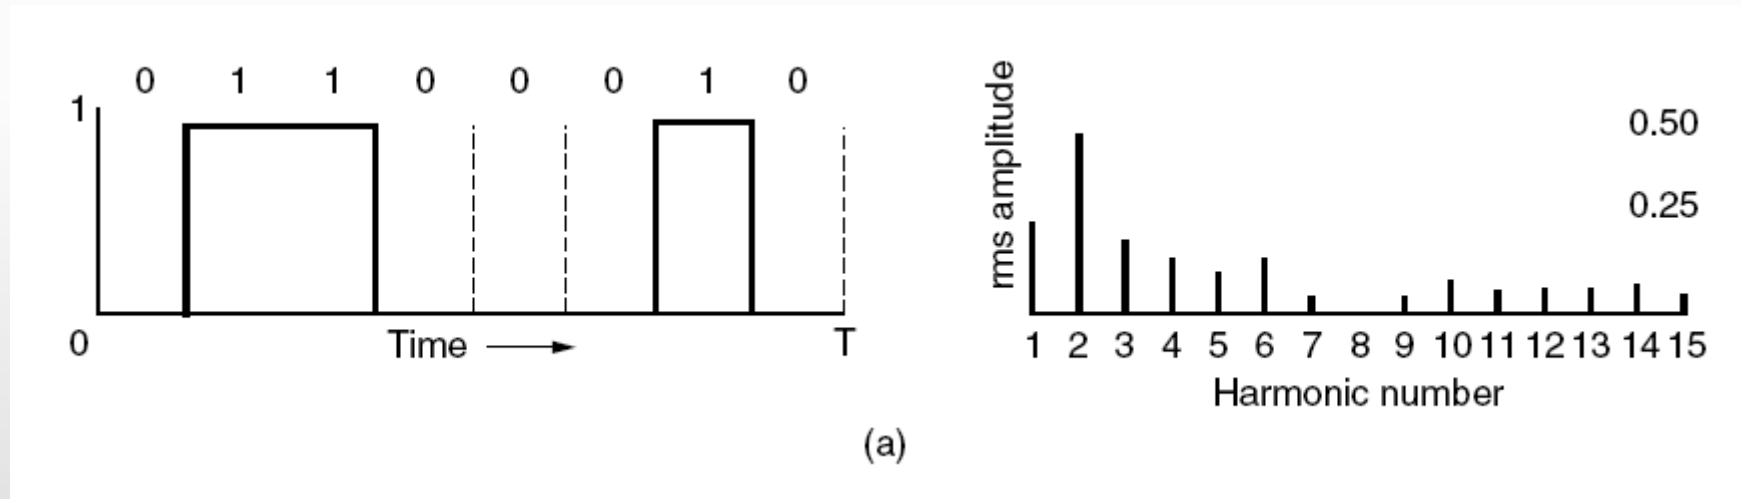 0 1 1 0 0 0 1 0
1
0 Time T
rms amplitude
0.50
0.25
1 2 3 4 5 6 7 8 9 10 11 12 13 14 15
Harmonic number
(a)